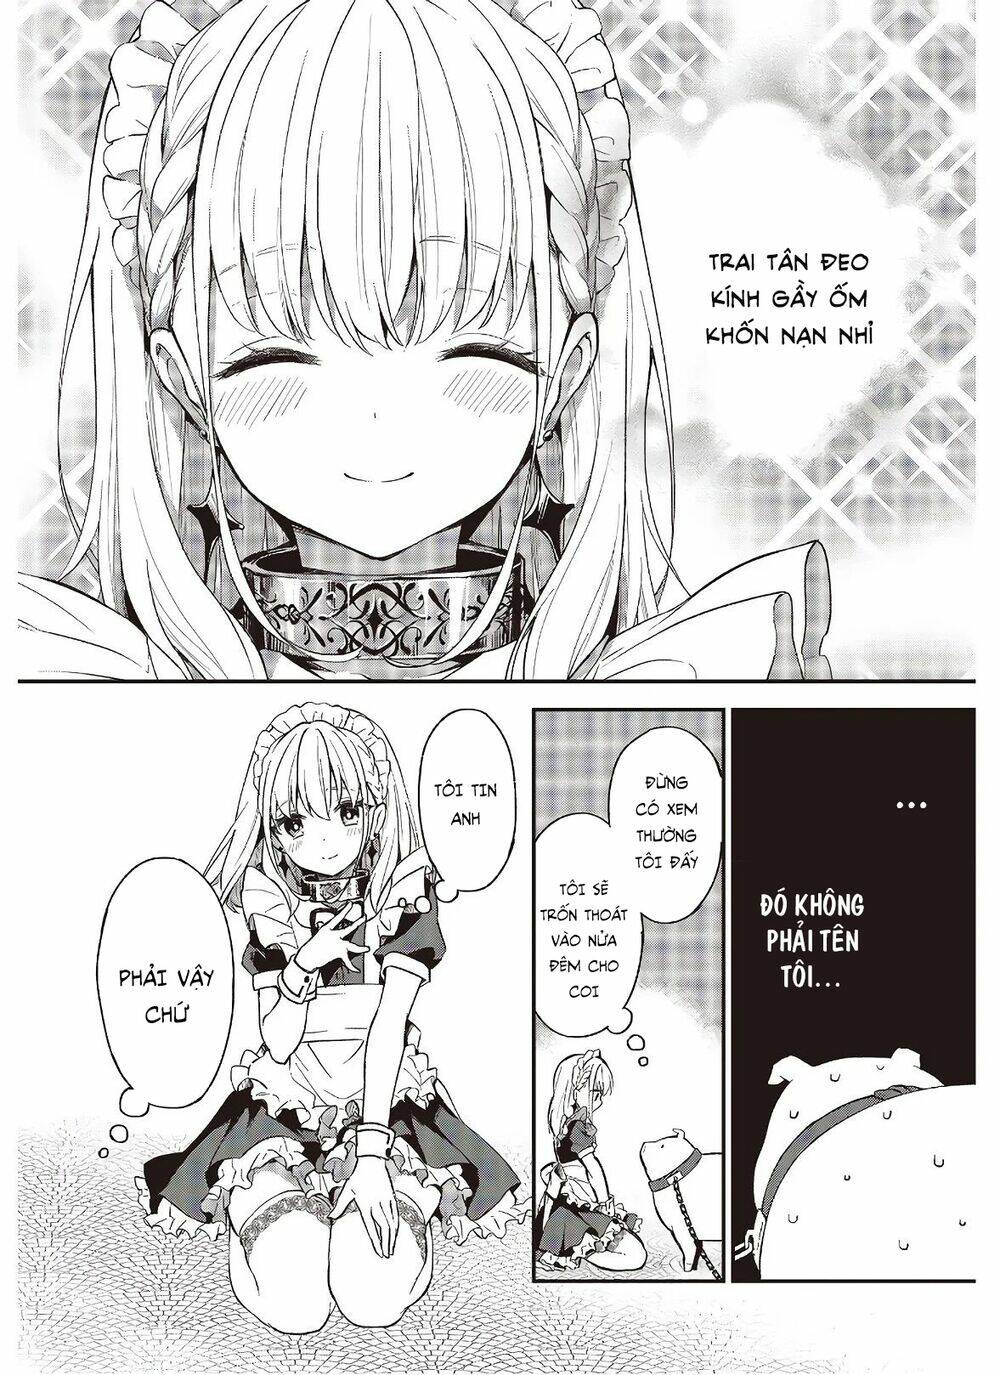 TRAI TÂN ĐEO
KÍNH GẦY ỐM
KHỐN NẠN NHỈ
...
ĐÓ KHÔNG
PHẢI TÊN
TÔI...
ĐỪNG
CÓ XEM
THƯỜNG
TÔI ĐẤY
TÔI SẼ
TRỐN THOÁT
VÀO NỬA
ĐÊM CHO
COI
TÔI TIN
ANH
PHẢI VẬY
CHỨ